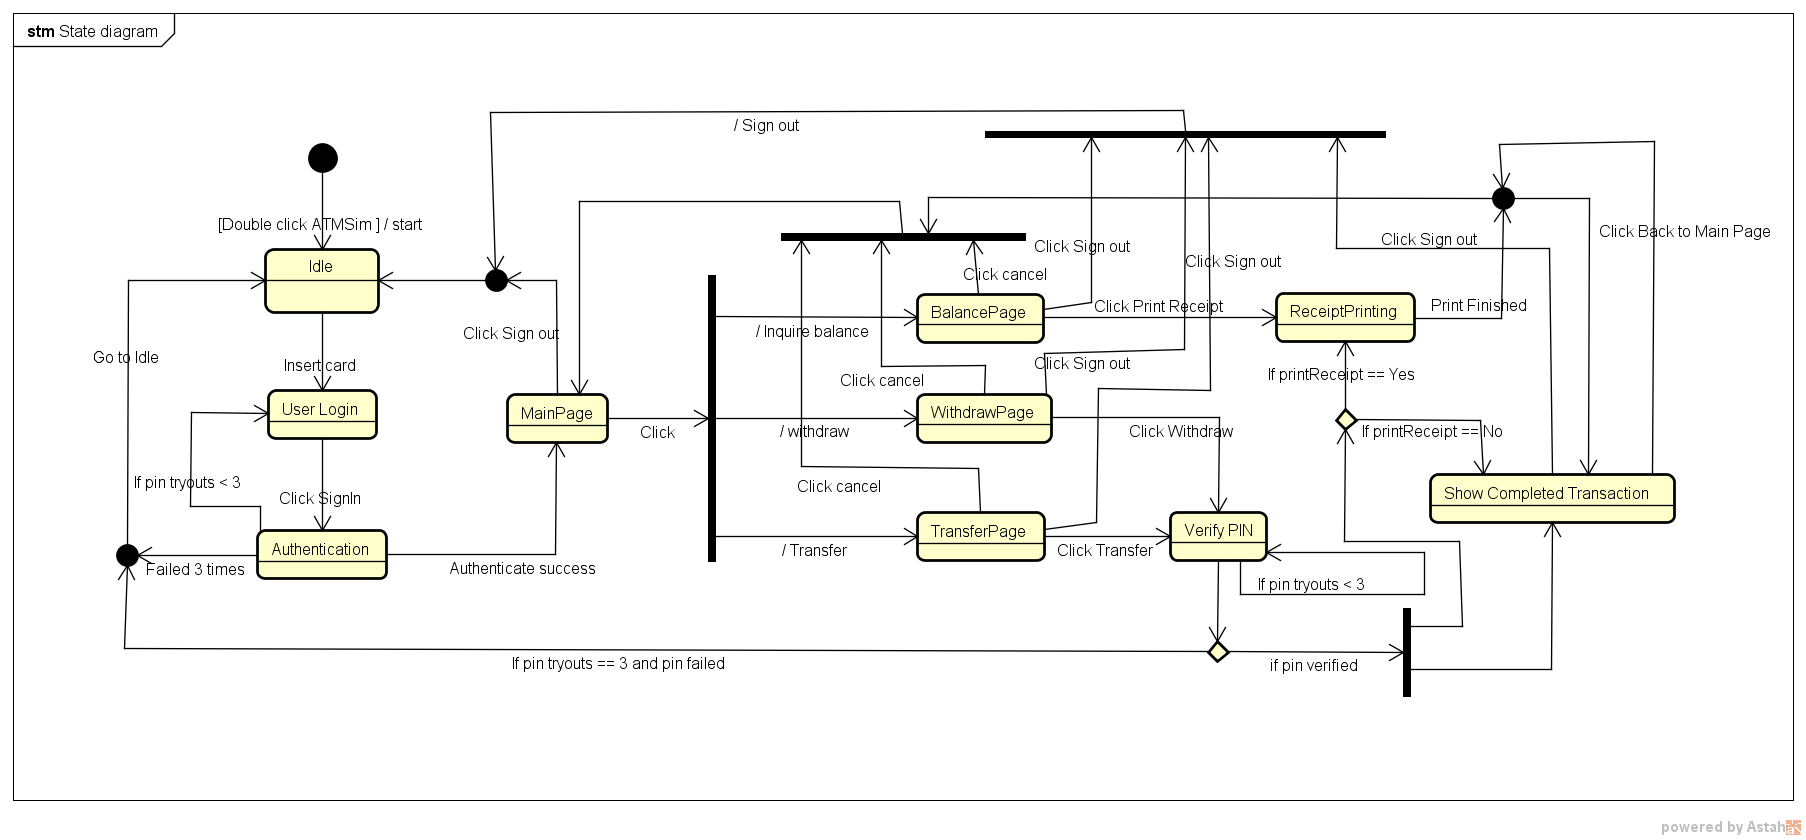 stm State diagram
/ Sign out
[Double click ATMSim ] / start
Click Back to Main Page
Click Sign out
Click Sign out
Click Sign out
Idle
Click cancel
BalancePage
Click Print Receipt
ReceiptPrinting
Print Finished
/ Inquire balance
Click Sign out
Go to Idle
Insert card
Click Sign out
If printReceipt == Yes
Click cancel
User Login
MainPage
WithdrawPage
Click
/ withdraw
Click Withdraw
If printReceipt == No
If pin tryouts < 3
Click SignIn
Click cancel
Show Completed Transaction
TransferPage
Verify PIN
Authentication
/ Transfer
Click Transfer
Failed 3 times
Authenticate success
If pin tryouts < 3
If pin tryouts == 3 and pin failed
if pin verified
powered by Astah